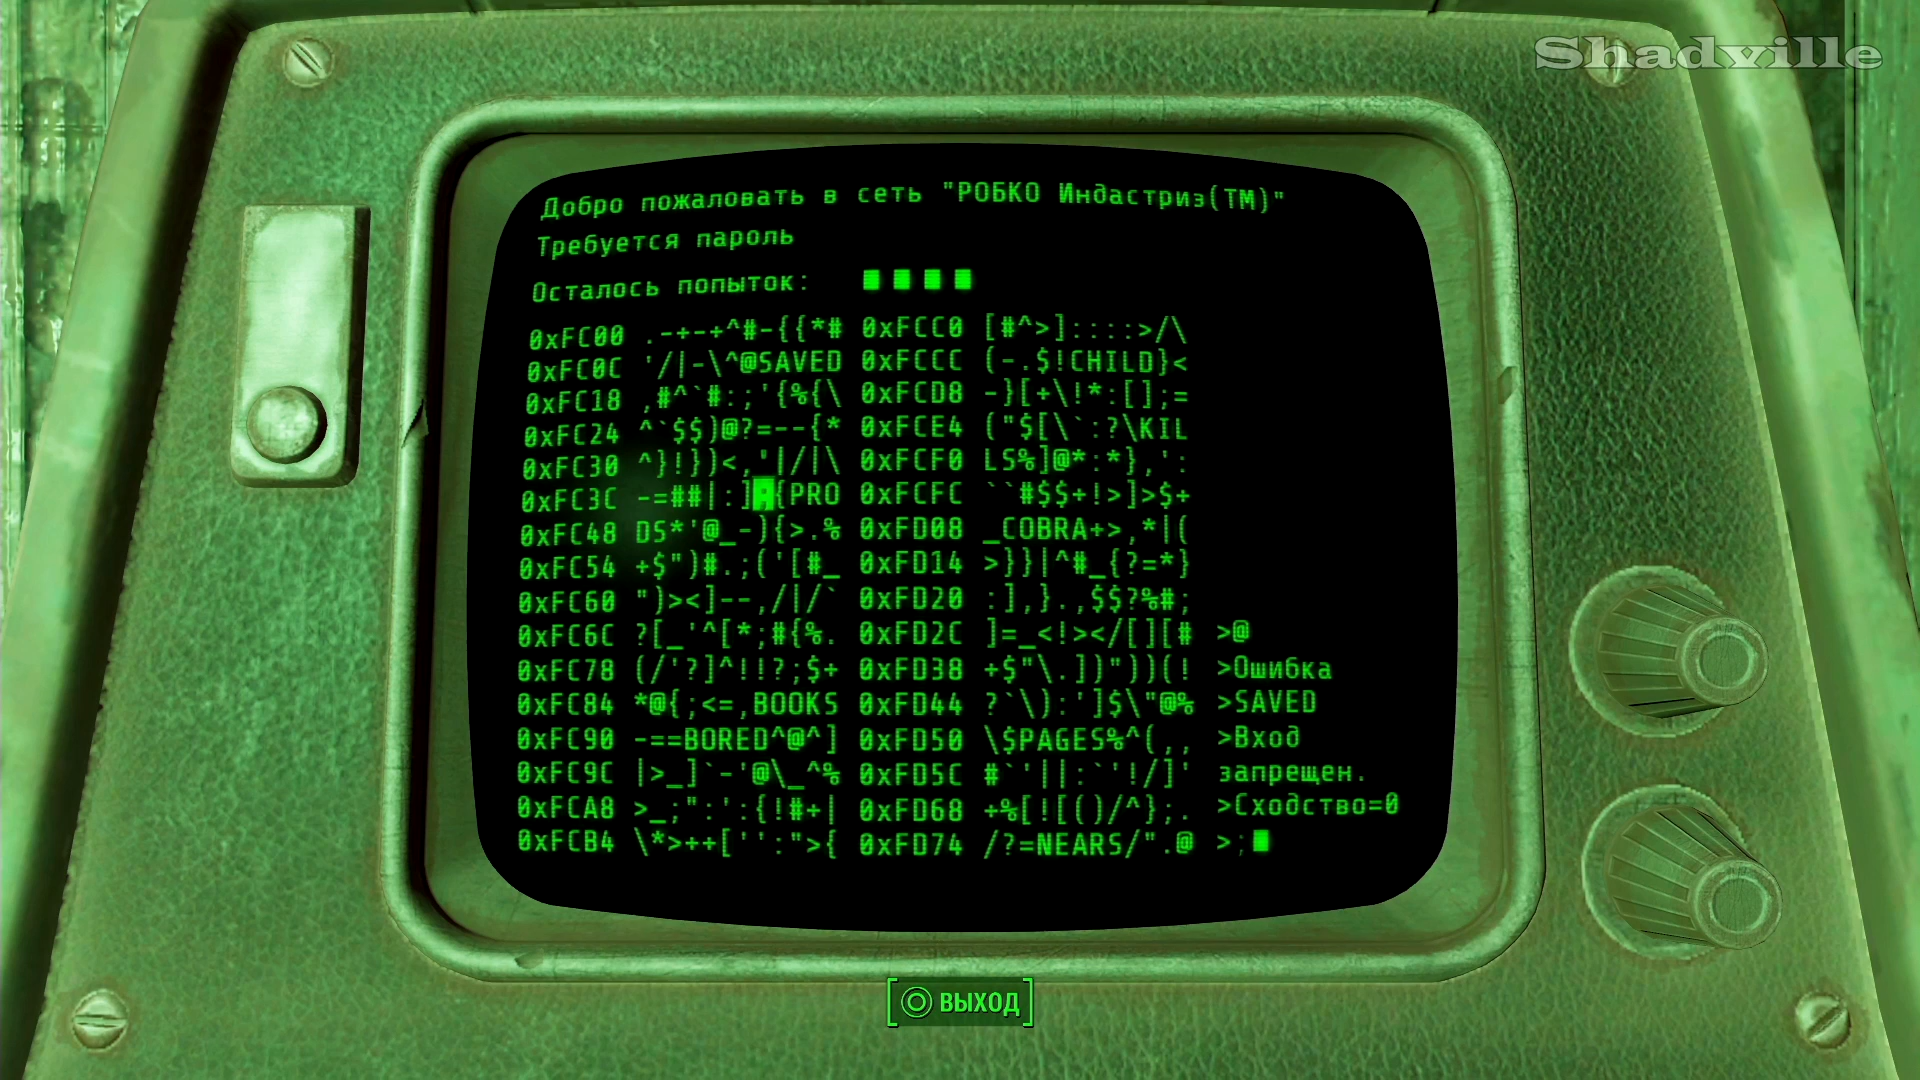 Shadville
Добро пожаловать в сеть "РОБКО Индастриз(ТМ)"
Требуется пароль
Осталось попыток:
0xFC00 .-+-+^#-{{*# 0xFCC0 [#^>]::::>/\
0xFC0C '/|-\^@SAVED 0xFCCC (-.$!CHILD}<
0xFC18 ,#^`#:;'{%{\ 0xFCD8 -}[+\!*:[];=
0xFC24 ^`$$)@?=--{* 0xFCE4 ("$[\`:?\KIL
0xFC30 ^}!})<,'|/|\ 0xFCF0 LS%]@*:*},':
0xFC3C -=##|:];{PRO 0xFCFC ``#$$+!>]>$+
0xFC48 DS*'@_-){>.% 0xFD08 _COBRA+>,*|(
0xFC54 +$")#.;('[#_ 0xFD14 >}}|^#_{?=*}
0xFC60 ")><]--,/|/` 0xFD20 :],}.,$$?%#;
0xFC6C ?[_'^[*;#{%. 0xFD2C ]=_<!></[][# >@
0xFC78 (/'?]^!!?;$+ 0xFD38 +$"\.])"))(! >Ошибка
0xFC84 *@{;<=,BOOKS 0xFD44 ?`\):']$\"@% >SAVED
0xFC90 -==BORED^@^] 0xFD50 \$PAGES%^(,, >Вход
0xFC9C |>_]`-'@\_^% 0xFD5C #`'||:`'!/]' запрещен.
0xFCA8 >_;":':{!#+| 0xFD68 +%[![()/^};. >Сходство=0
0xFCB4 \*>++['':">{ 0xFD74 /?=NEARS/".@ >;
ВЫХОД